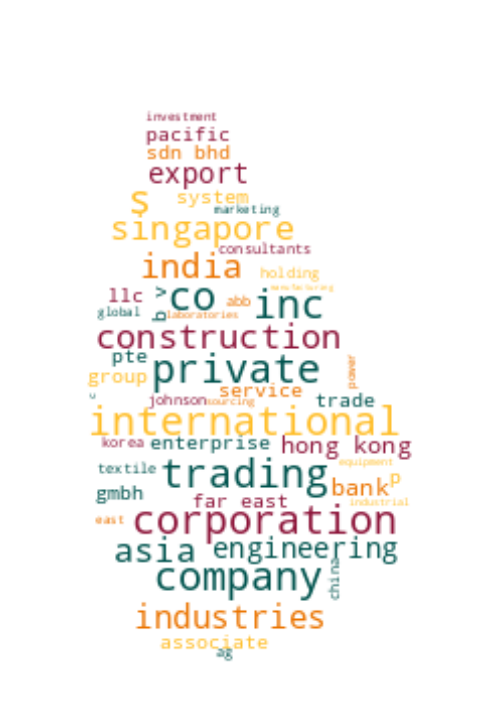 investment
pacific
sdn bhd
export
s system
marketing
singapore
consultants
india holding
manufacturing
llc b v co abb inc
global laboratories
construction
pte private power
group service
c johnson sourcing trade
international
korea enterprise hong kong
textile trading equipment
gmbh bank p
far east industrial
east corporation
asia engineering
company china
industries
associate
ag